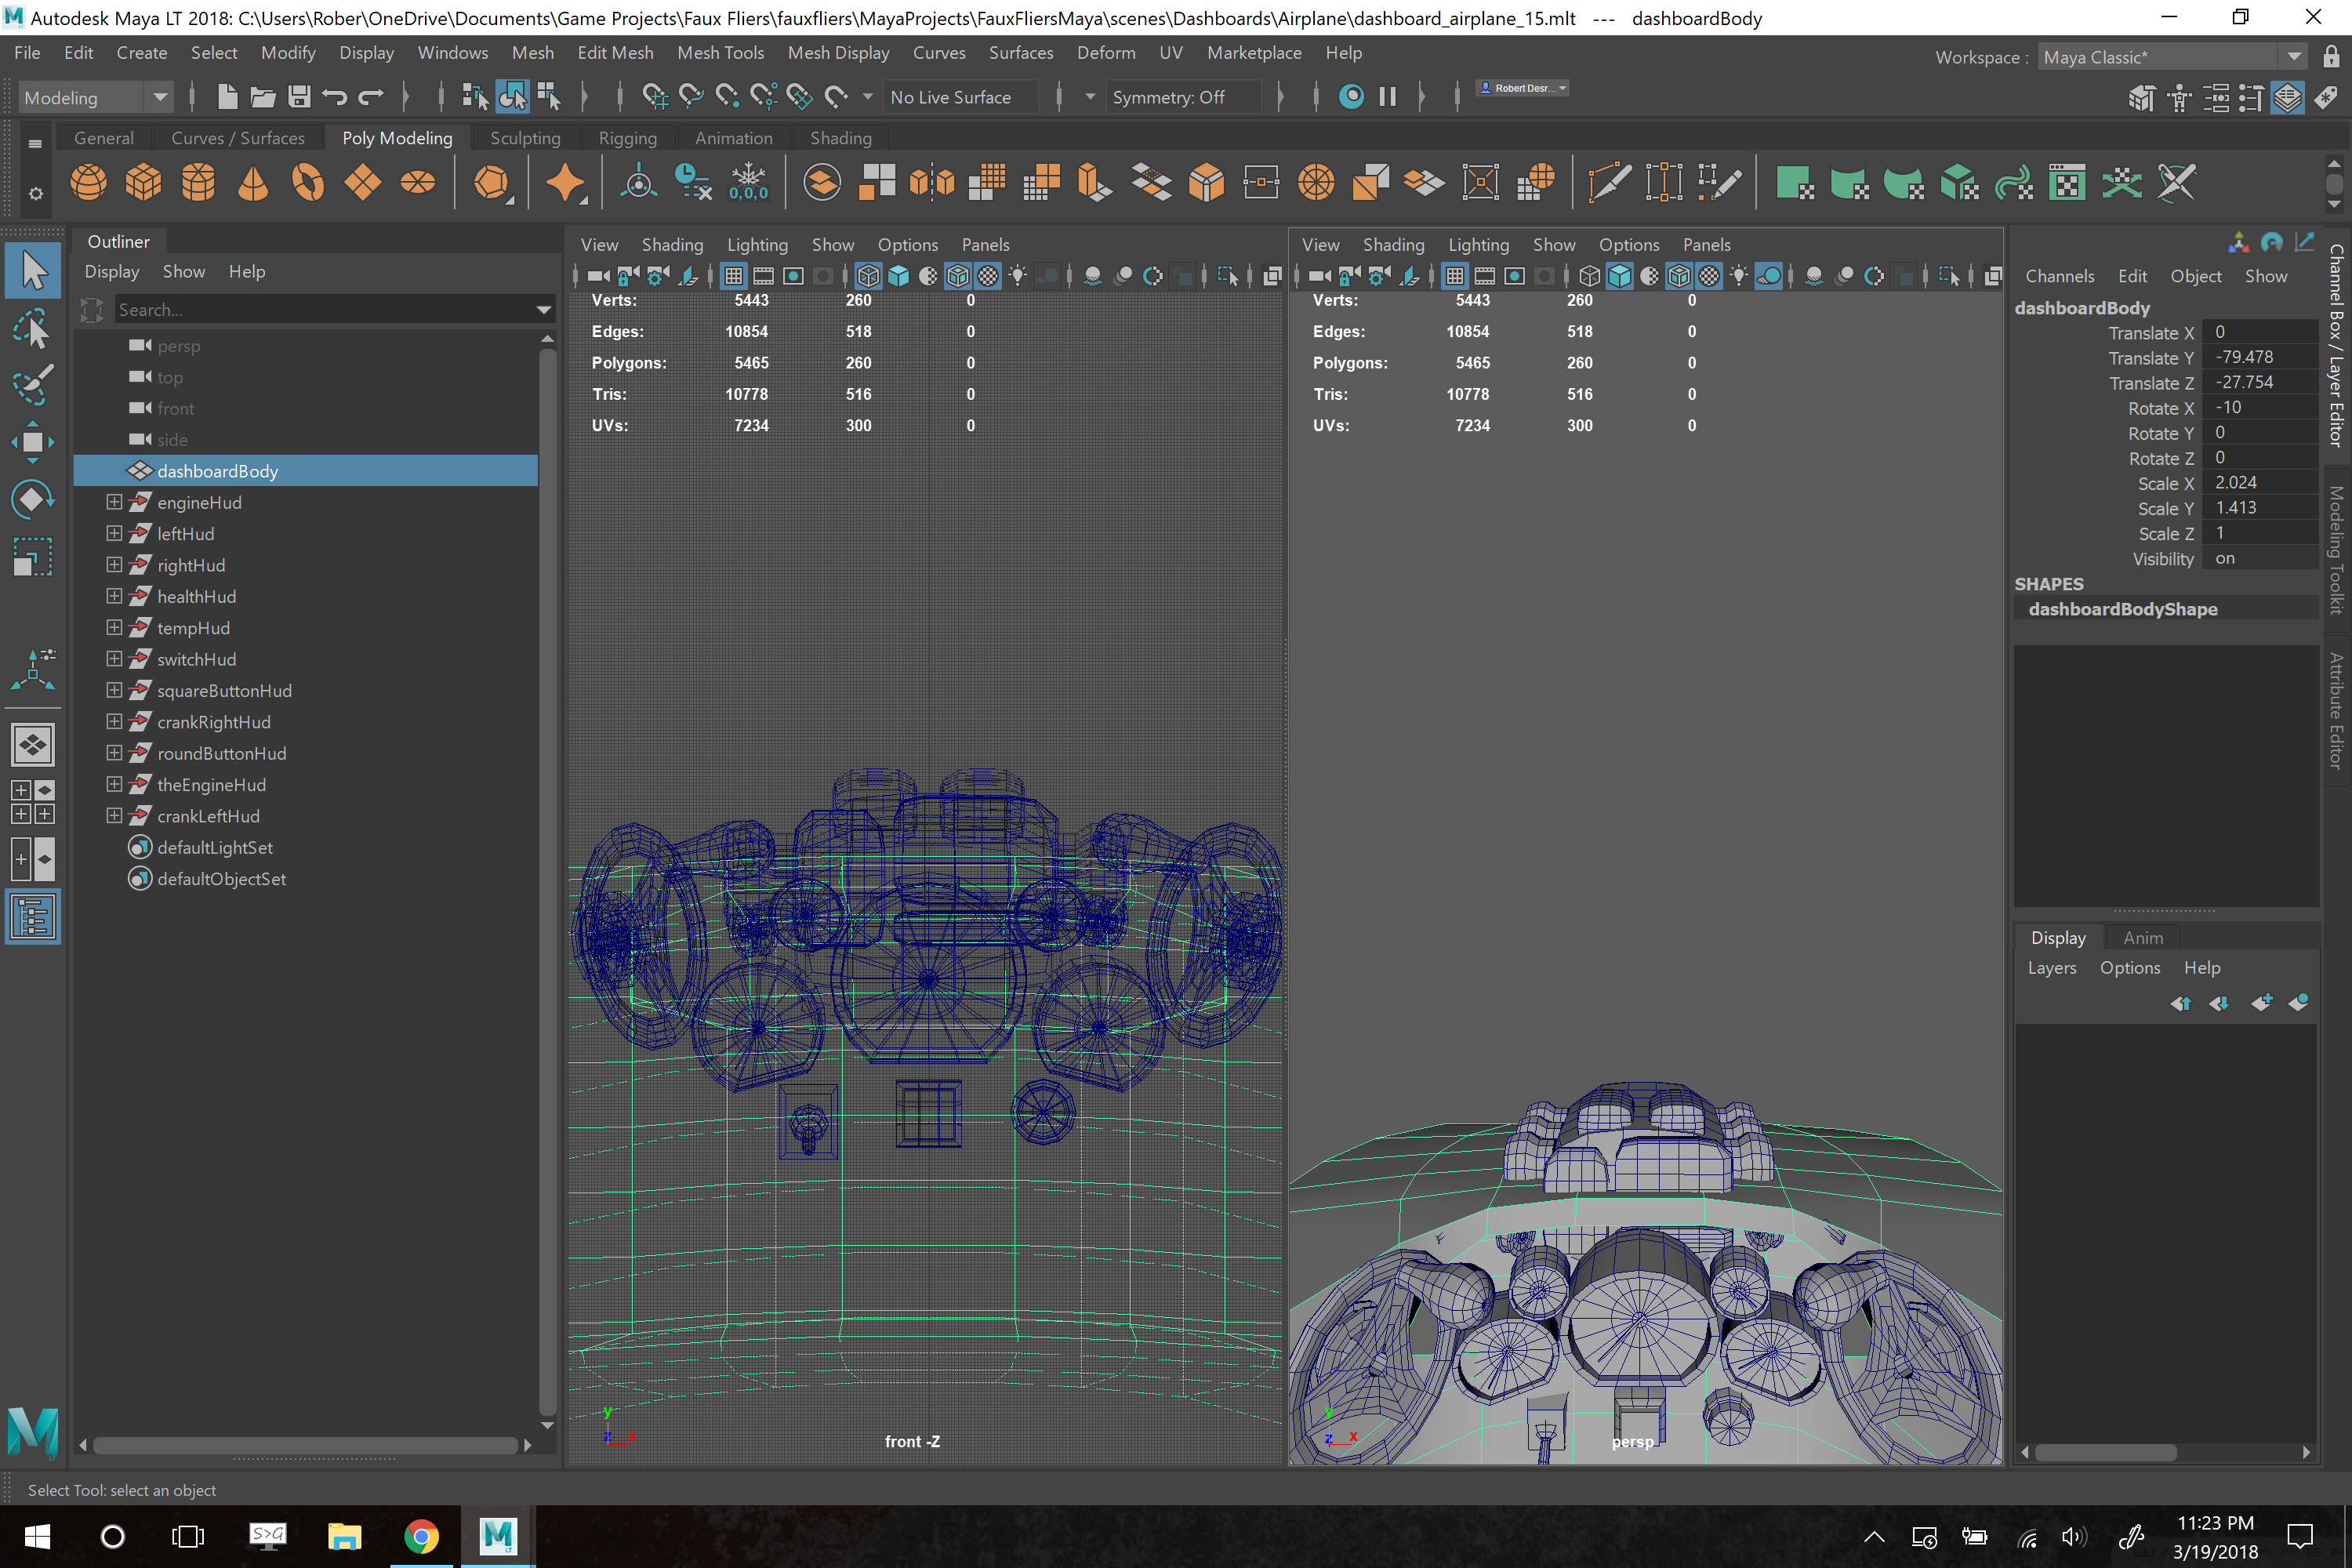 Autodesk Maya LT 2018: C:\Users\Rober\OneDrive\Documents\Game Projects\Faux Fliers\fauxfliers\MayaProjects\FauxFliersMaya\scenes\Dashboards\Airplane\dashboard_airplane_15.mlt --- dashboardBody
File Edit Create Select Modify Display Windows Mesh Edit Mesh Mesh Tools Mesh Display Curves Surfaces Deform UV Marketplace Help
Workspace : Maya Classic*
Modeling
No Live Surface
Symmetry: Off
Robert Desr...
General Curves / Surfaces Poly Modeling Sculpting Rigging Animation Shading
0,0,0
Outliner
Display Show Help
Search...
persp
top
front
side
dashboardBody
engineHud
leftHud
rightHud
healthHud
tempHud
switchHud
squareButtonHud
crankRightHud
roundButtonHud
theEngineHud
crankLeftHud
defaultLightSet
defaultObjectSet
View Shading Lighting Show Options Panels
Verts: 5443 260 0
Edges: 10854 518 0
Polygons: 5465 260 0
Tris: 10778 516 0
UVs: 7234 300 0
y
z x
front -Z
View Shading Lighting Show Options Panels
Verts: 5443 260 0
Edges: 10854 518 0
Polygons: 5465 260 0
Tris: 10778 516 0
UVs: 7234 300 0
y
z x
persp
Channels Edit Object Show
dashboardBody
Translate X 0
Translate Y -79.478
Translate Z -27.754
Rotate X -10
Rotate Y 0
Rotate Z 0
Scale X 2.024
Scale Y 1.413
Scale Z 1
Visibility on
SHAPES
dashboardBodyShape
Display Anim
Layers Options Help
Channel Box / Layer Editor
Modeling Toolkit
Attribute Editor
M
LT
Select Tool: select an object
S>G
M
LT
11:23 PM
3/19/2018